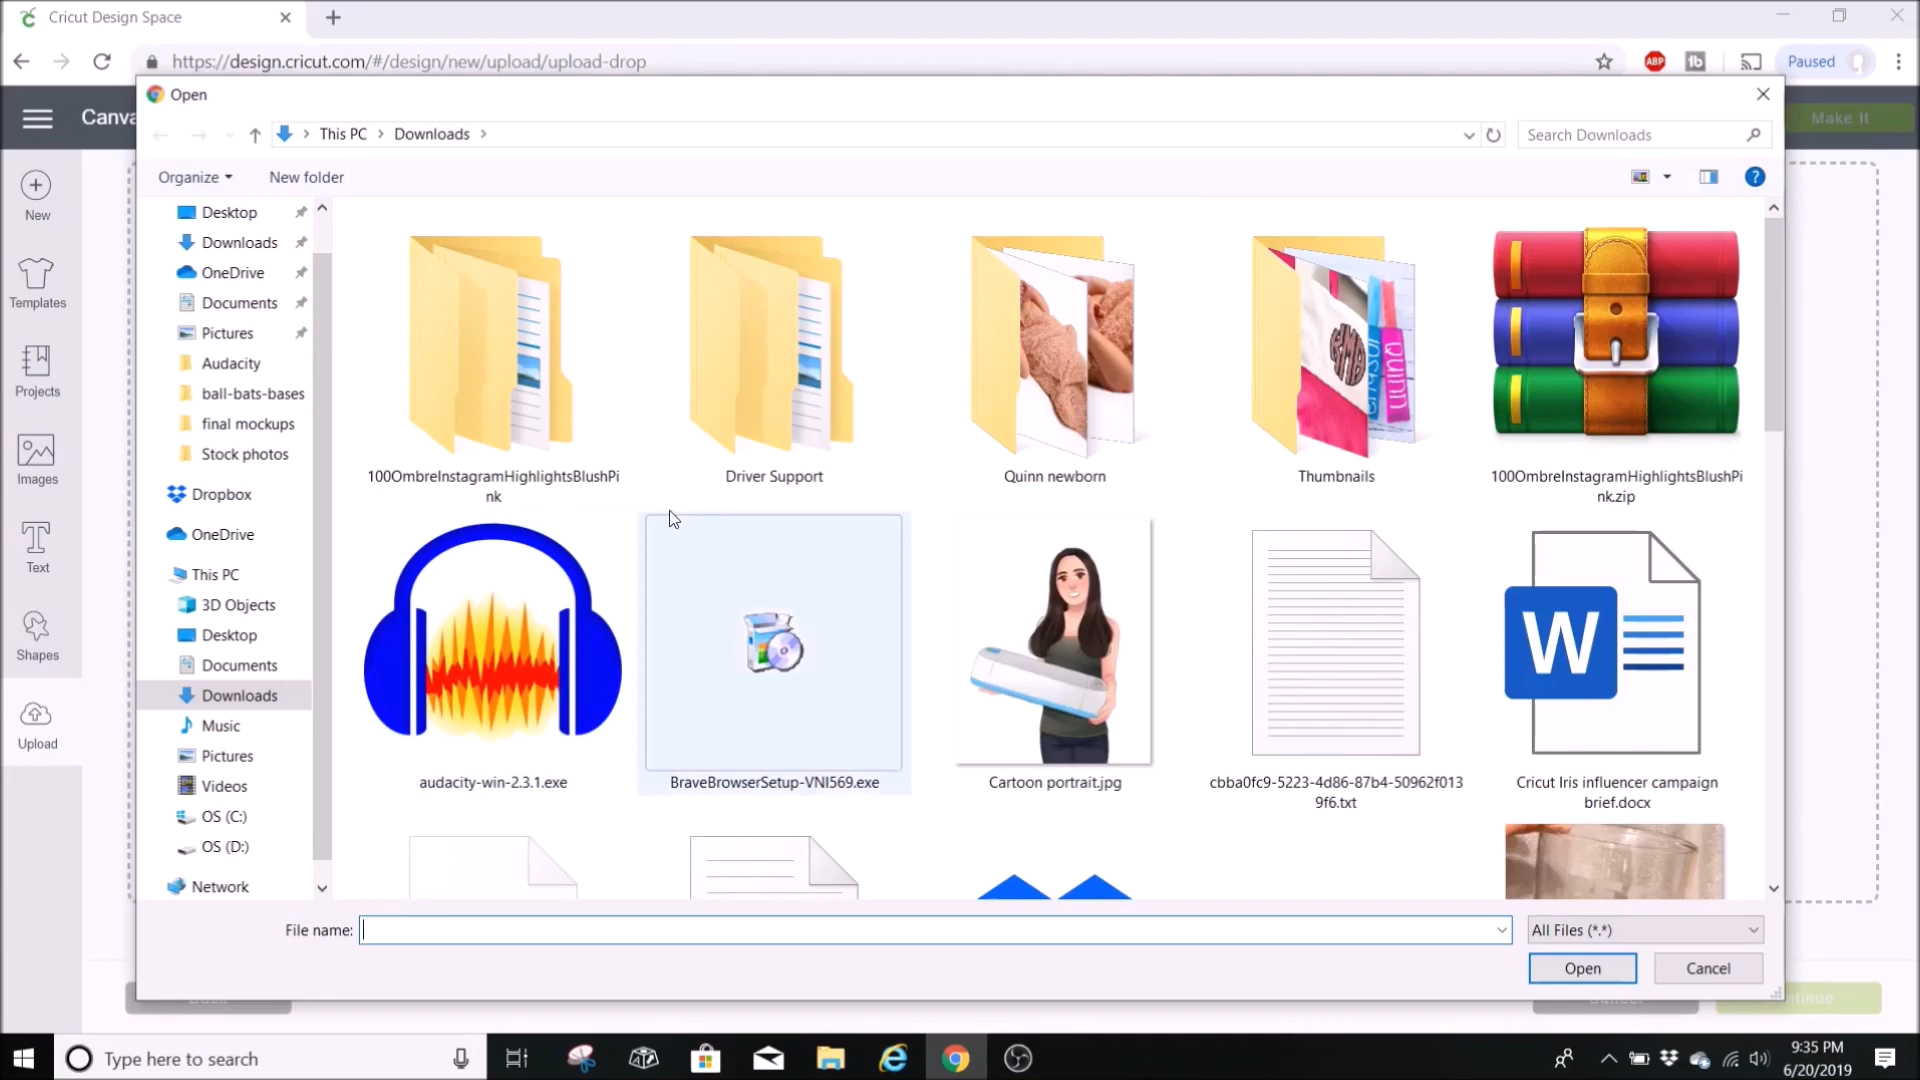 Cricut Design Space
https://design.cricut.com/#/design/new/upload/upload-drop
ABP
Paused
Open
Canva
Make It
This PC > Downloads >
Search Downloads
Organize
New folder
New
Templates
Projects
Images
Text
Shapes
Upload
Desktop
Downloads
OneDrive
Documents
Pictures
Audacity
ball-bats-bases
final mockups
Stock photos
Dropbox
OneDrive
This PC
3D Objects
Desktop
Documents
Downloads
Music
Pictures
Videos
OS (C:)
OS (D:)
Network
100OmbreInstagramHighlightsBlushPi
nk
Driver Support
Quinn newborn
Thumbnails
100OmbreInstagramHighlightsBlushPi
nk.zip
audacity-win-2.3.1.exe
BraveBrowserSetup-VNI569.exe
Cartoon portrait.jpg
cbba0fc9-5223-4d86-87b4-50962f013
9f6.txt
W
Cricut Iris influencer campaign
brief.docx
File name:
All Files (*.*)
Open
Cancel
Type here to search
9:35 PM
6/20/2019